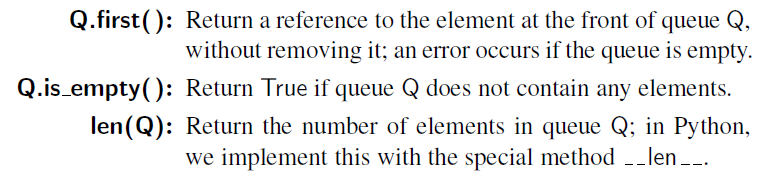 Q.first( ): Return a reference to the element at the front of queue Q,
without removing it; an error occurs if the queue is empty.
Q.is_empty( ): Return True if queue Q does not contain any elements.
len(Q): Return the number of elements in queue Q; in Python,
we implement this with the special method __len__.